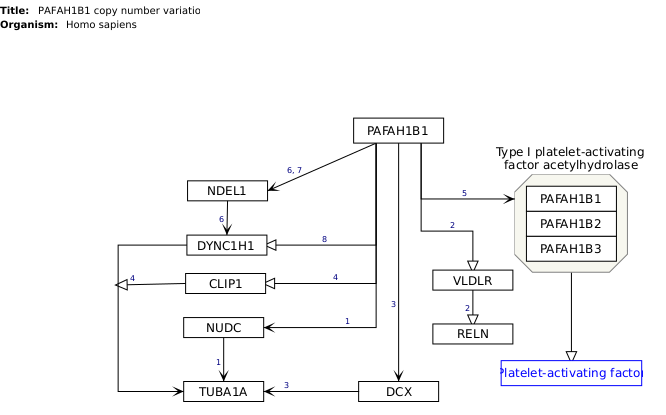 Title: PAFAH1B1 copy number variatio
Organism: Homo sapiens
PAFAH1B1
Type I platelet-activating
factor acetylhydrolase
6, 7
NDEL1
5
PAFAH1B1
PAFAH1B2
PAFAH1B3
6
2
DYNC1H1
8
4
CLIP1
4
VLDLR
3
2
NUDC
1
RELN
1
Platelet-activating factor
TUBA1A
3
DCX